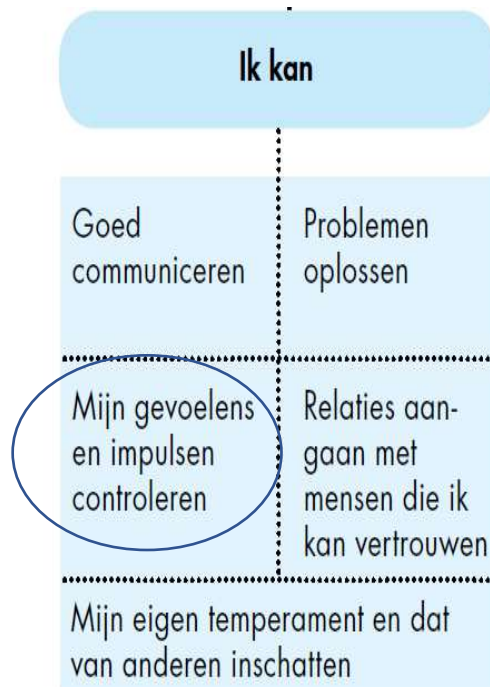 Ik kan
Goed
communiceren
Problemen
oplossen
Mijn gevoelens
en impulsen
controleren
Relaties aan-
gaan met
mensen die ik
kan vertrouwen
Mijn eigen temperament en dat
van anderen inschatten